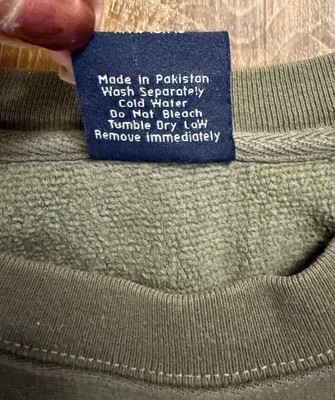 Made in Pakistan
Wash Separately
Cold Water
Do Not Bleach
Tumble Dry Low
Remove immediately